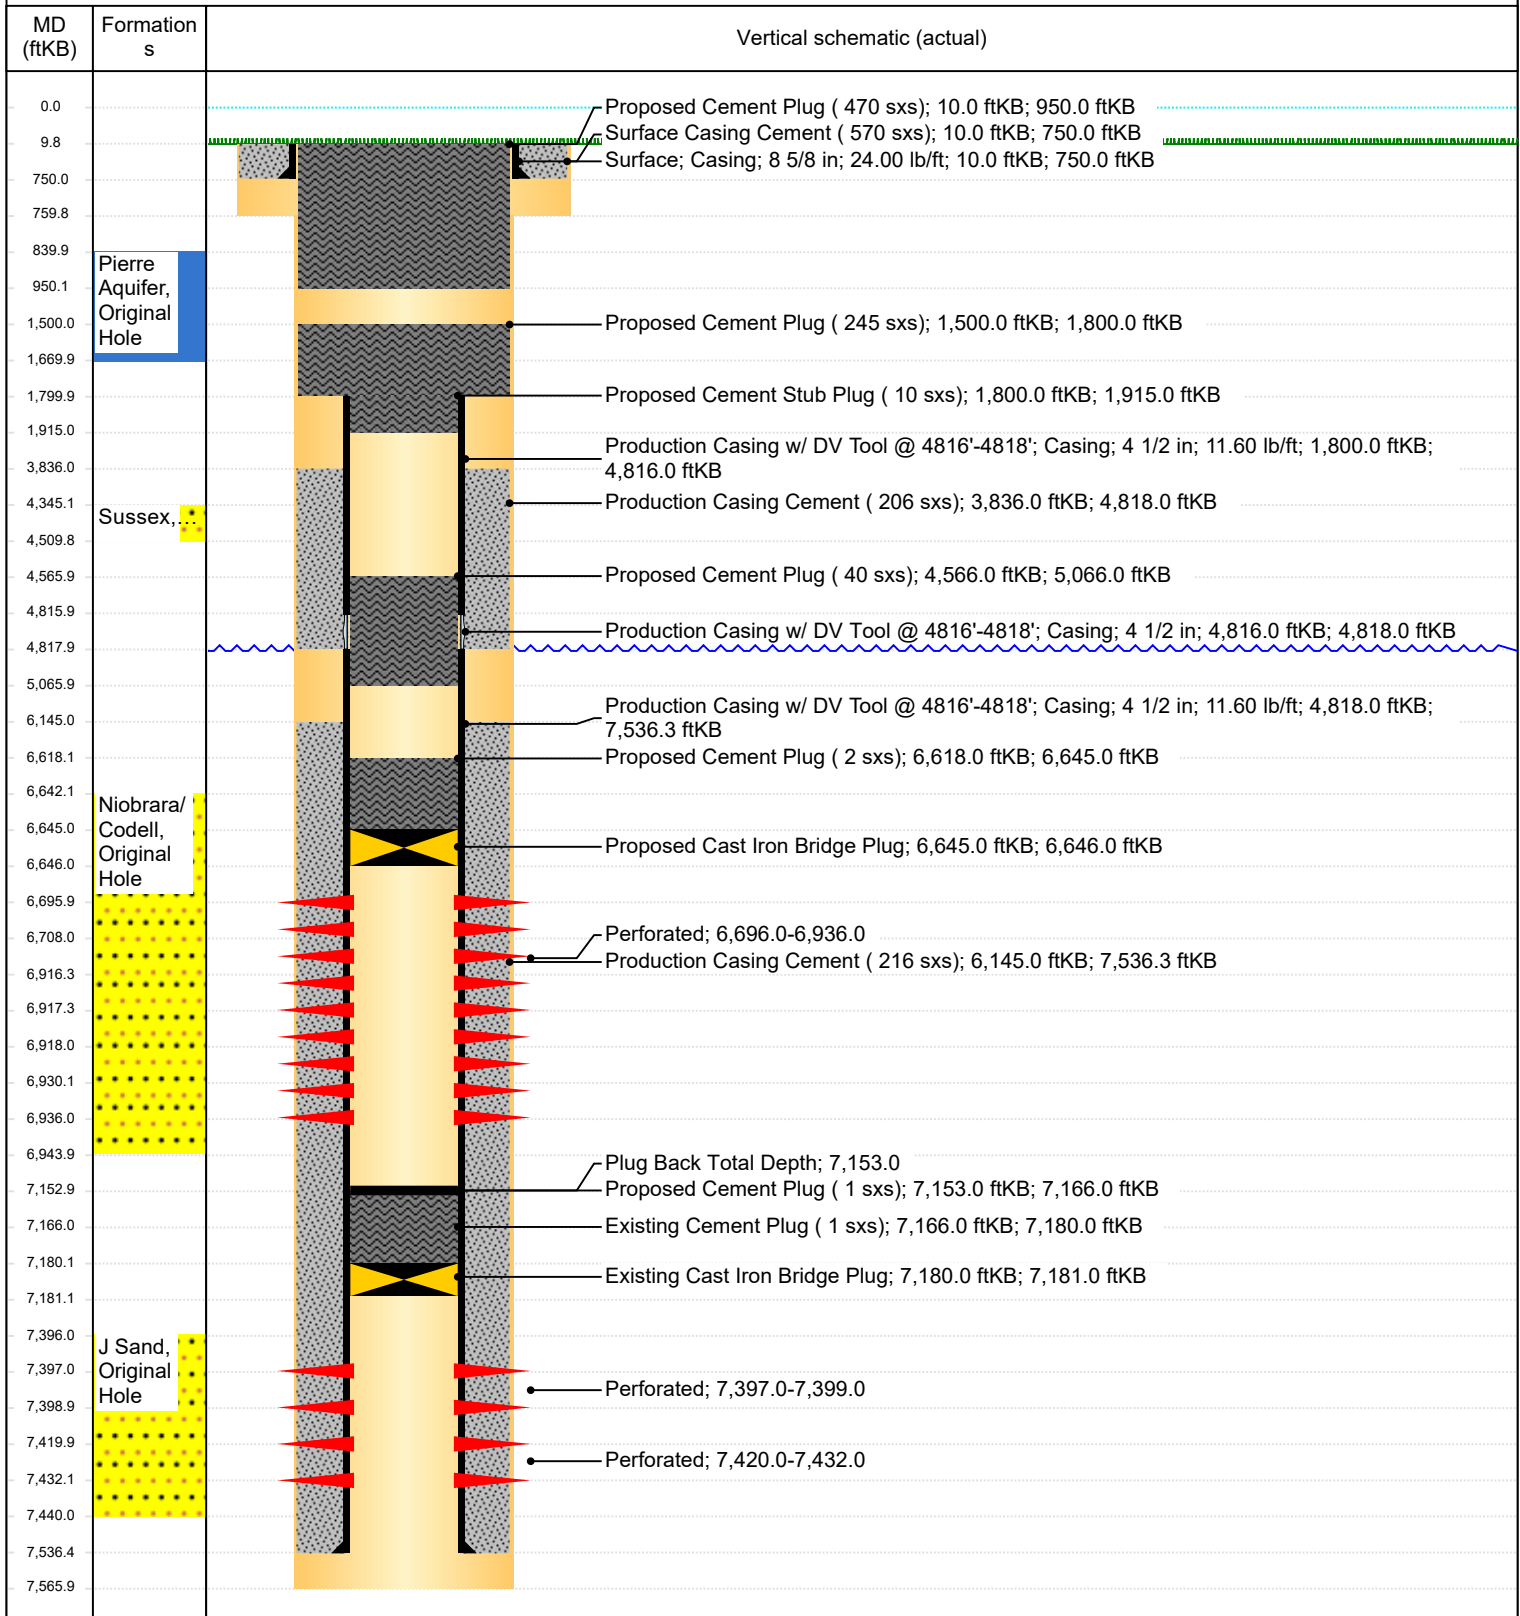 MD
(ftKB)
Formation
s
Vertical schematic (actual)
0.0
9.8
750.0
759.8
839.9
950.1
1,500.0
1,669.9
1,799.9
1,915.0
3,836.0
4,345.1
4,509.8
4,565.9
4,815.9
4,817.9
5,065.9
6,145.0
6,618.1
6,642.1
6,645.0
6,646.0
6,695.9
6,708.0
6,916.3
6,917.3
6,918.0
6,930.1
6,936.0
6,943.9
7,152.9
7,166.0
7,180.1
7,181.1
7,396.0
7,397.0
7,398.9
7,419.9
7,432.1
7,440.0
7,536.4
7,565.9
Pierre
Aquifer,
Original
Hole
Sussex,...
Niobrara/
Codell,
Original
Hole
J Sand,
Original
Hole
Proposed Cement Plug ( 470 sxs); 10.0 ftKB; 950.0 ftKB
Surface Casing Cement ( 570 sxs); 10.0 ftKB; 750.0 ftKB
Surface; Casing; 8 5/8 in; 24.00 lb/ft; 10.0 ftKB; 750.0 ftKB
Proposed Cement Plug ( 245 sxs); 1,500.0 ftKB; 1,800.0 ftKB
Proposed Cement Stub Plug ( 10 sxs); 1,800.0 ftKB; 1,915.0 ftKB
Production Casing w/ DV Tool @ 4816'-4818'; Casing; 4 1/2 in; 11.60 lb/ft; 1,800.0 ftKB;
4,816.0 ftKB
Production Casing Cement ( 206 sxs); 3,836.0 ftKB; 4,818.0 ftKB
Proposed Cement Plug ( 40 sxs); 4,566.0 ftKB; 5,066.0 ftKB
Production Casing w/ DV Tool @ 4816'-4818'; Casing; 4 1/2 in; 4,816.0 ftKB; 4,818.0 ftKB
Production Casing w/ DV Tool @ 4816'-4818'; Casing; 4 1/2 in; 11.60 lb/ft; 4,818.0 ftKB;
7,536.3 ftKB
Proposed Cement Plug ( 2 sxs); 6,618.0 ftKB; 6,645.0 ftKB
Proposed Cast Iron Bridge Plug; 6,645.0 ftKB; 6,646.0 ftKB
Perforated; 6,696.0-6,936.0
Production Casing Cement ( 216 sxs); 6,145.0 ftKB; 7,536.3 ftKB
Plug Back Total Depth; 7,153.0
Proposed Cement Plug ( 1 sxs); 7,153.0 ftKB; 7,166.0 ftKB
Existing Cement Plug ( 1 sxs); 7,166.0 ftKB; 7,180.0 ftKB
Existing Cast Iron Bridge Plug; 7,180.0 ftKB; 7,181.0 ftKB
Perforated; 7,397.0-7,399.0
Perforated; 7,420.0-7,432.0